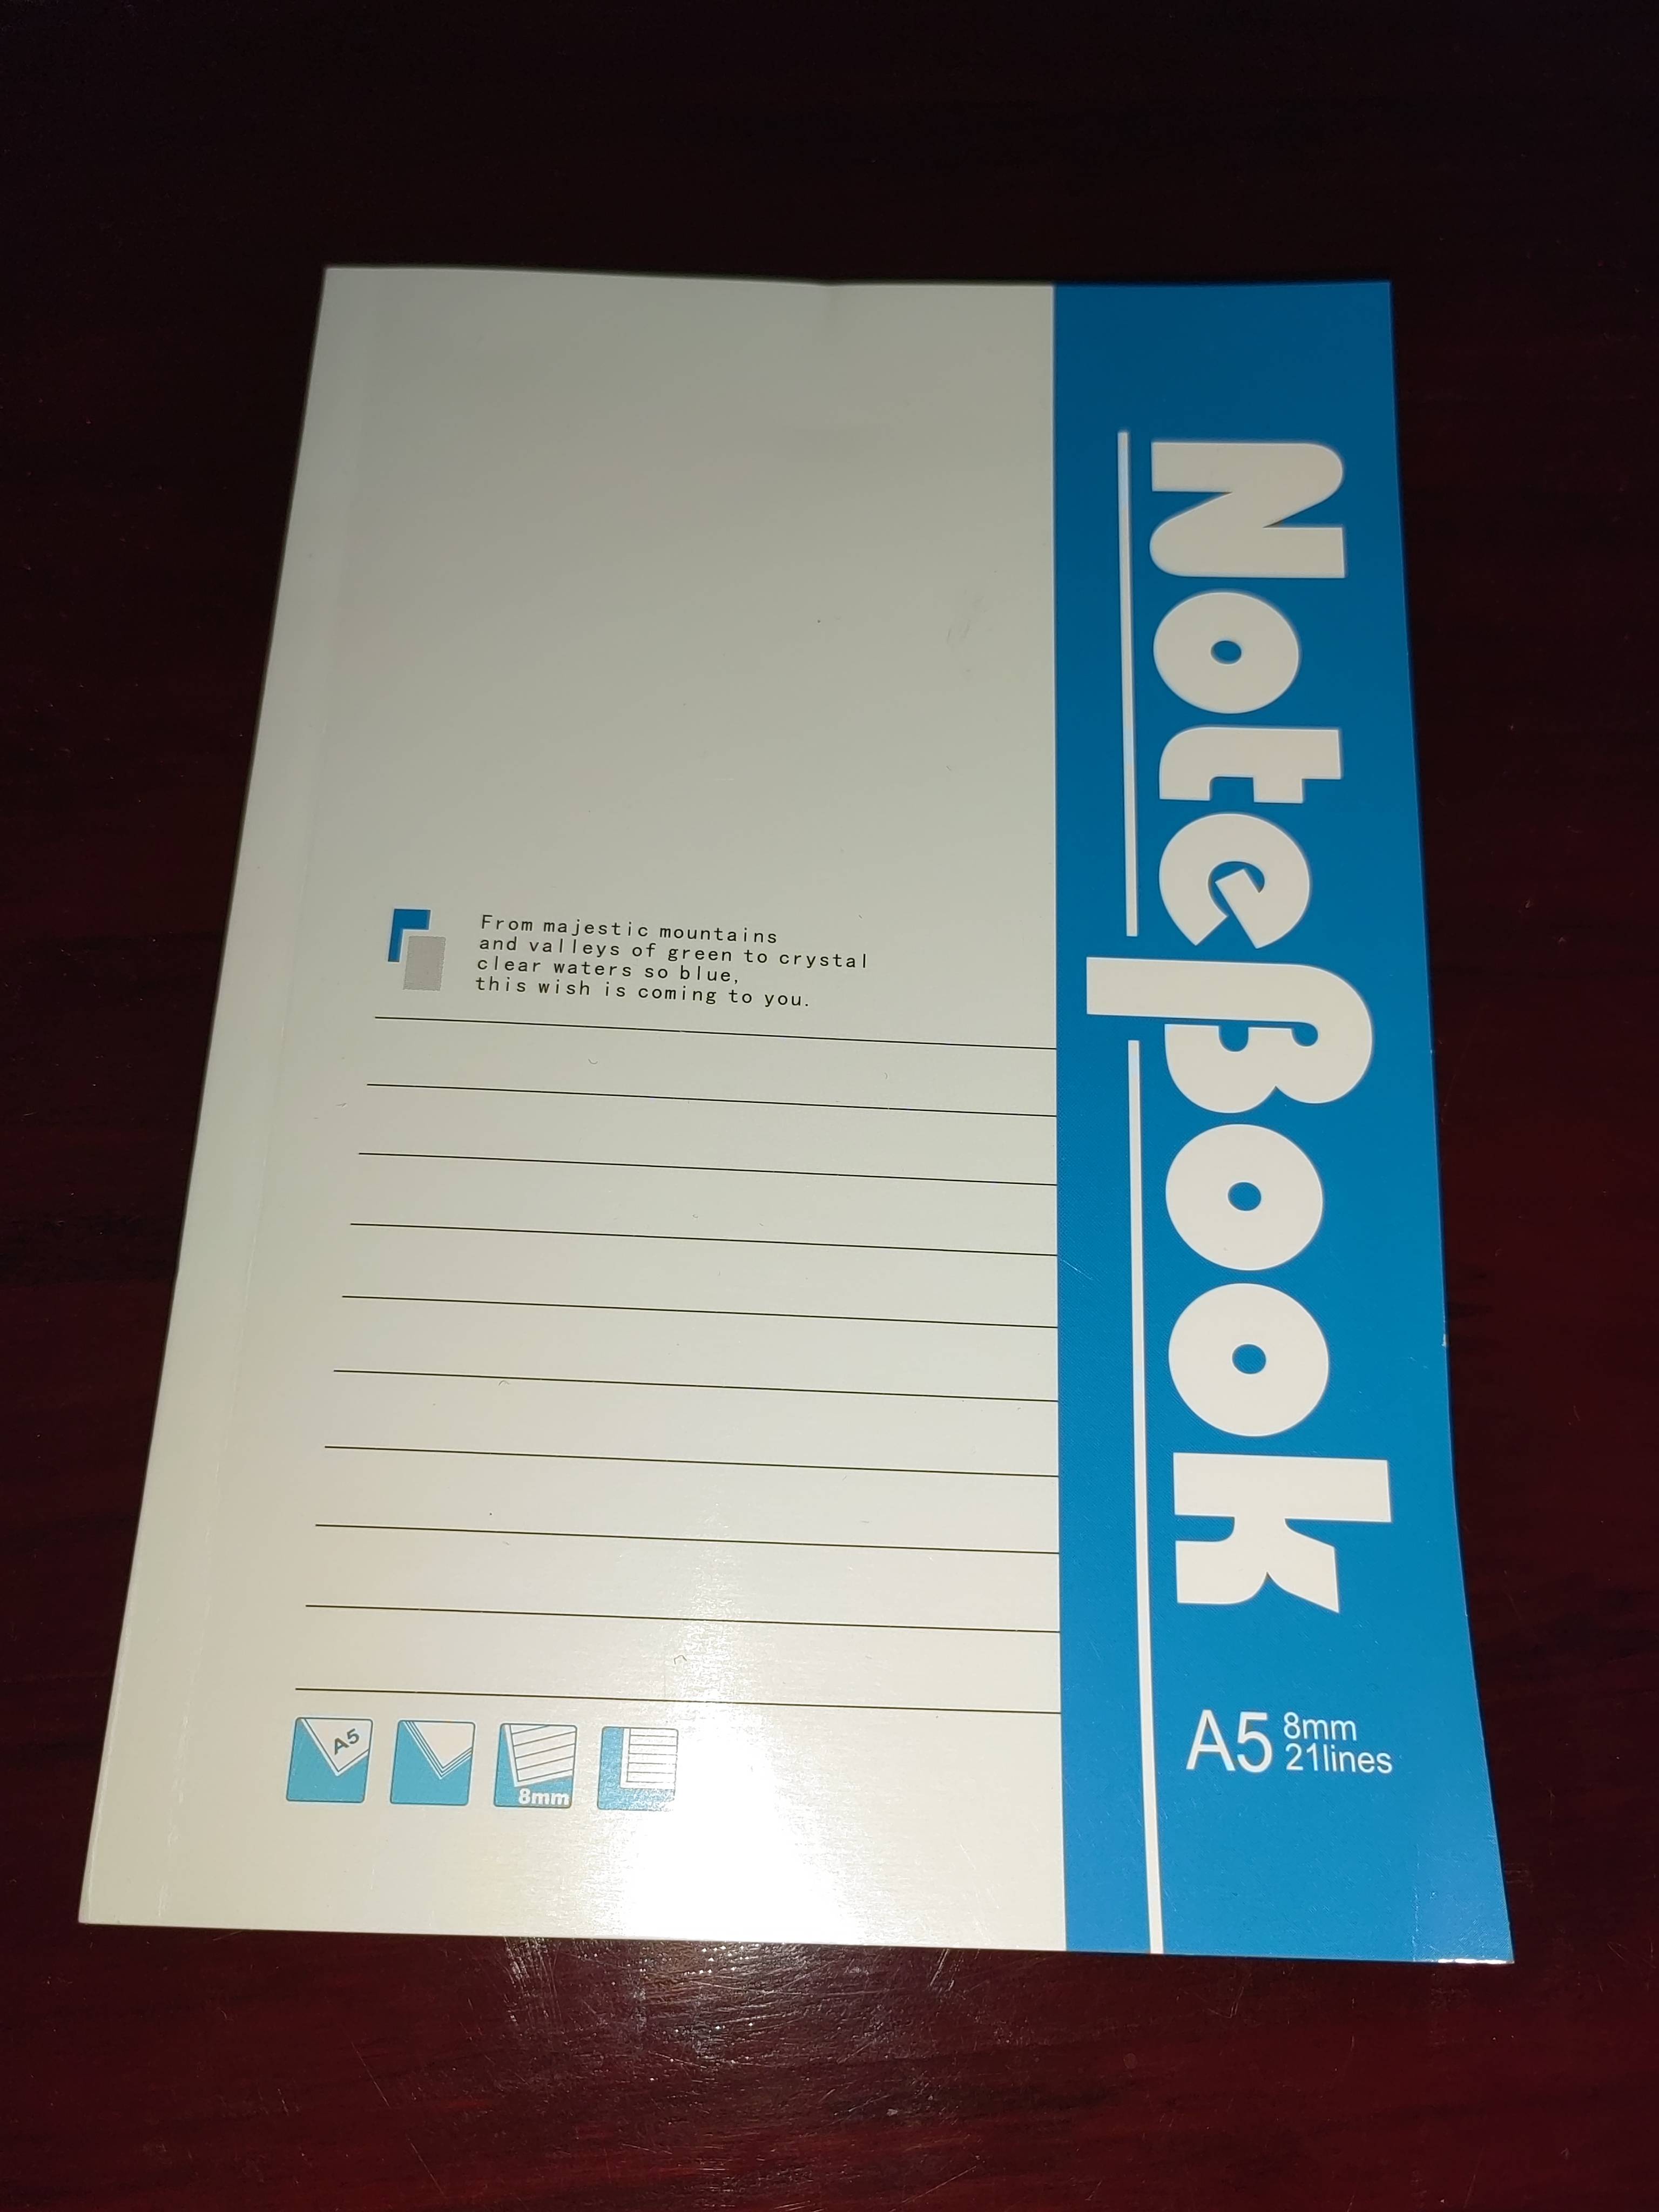 From majestic mountains
and valleys of green to crystal
clear waters so blue,
this wish is coming to you.
NoteβooK
A5
8mm
21lines
A5
8mm